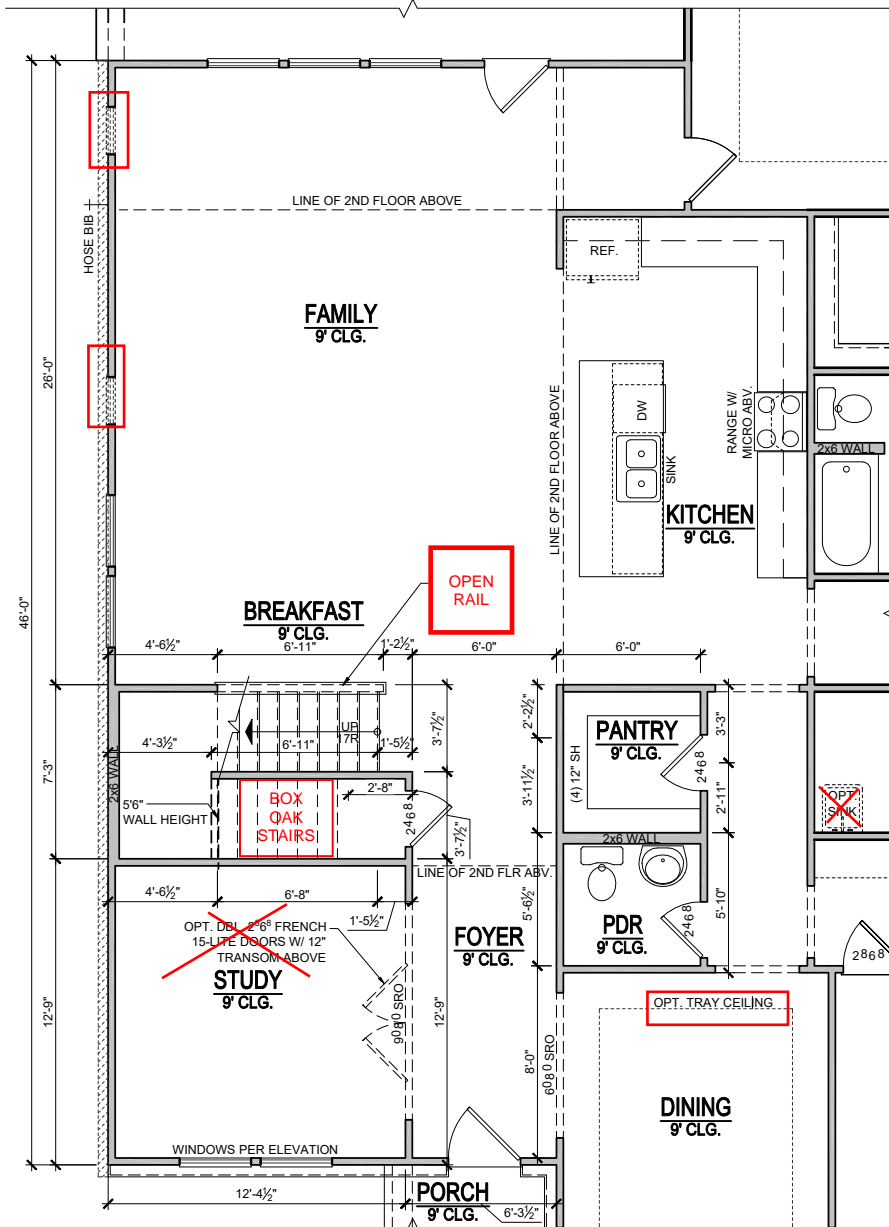 LINE OF 2ND FLOOR ABOVE
HOSE BIB
REF.
FAMILY
9' CLG.
26'-0"
46'-0"
LINE OF 2ND FLOOR ABOVE
DW
SINK
RANGE W/
MICRO ABV.
2x6 WALL
KITCHEN
9' CLG.
OPEN
RAIL
BREAKFAST
9' CLG.
4'-6½"
6'-11"
1'-2½"
6'-0"
6'-0"
7'-3"
2x6 WALL
4'-3½"
6'-11"
UP
17R
1'-5½"
3'-7½"
2'-2½"
3'-11½"
PANTRY
9' CLG.
(4) 12" SH
2468
3'-3"
2'-11"
OPT
SINK
5'6"
WALL HEIGHT
BOX
OAK
STAIRS
2'-8"
2468
3'-7½"
2x6 WALL
LINE OF 2ND FLR ABV.
4'-6½"
6'-8"
1'-5½"
5'-6½"
PDR
9' CLG.
2468
5'-10"
OPT. DBL. 2⁶6⁸ FRENCH
15-LITE DOORS W/ 12"
TRANSOM ABOVE
STUDY
9' CLG.
FOYER
9' CLG.
2868
12'-9"
9⁰8⁰ SRO
12'-9"
8'-0"
6⁰8⁰ SRO
OPT. TRAY CEILING
DINING
9' CLG.
WINDOWS PER ELEVATION
12'-4½"
PORCH
9' CLG.
6'-3½"